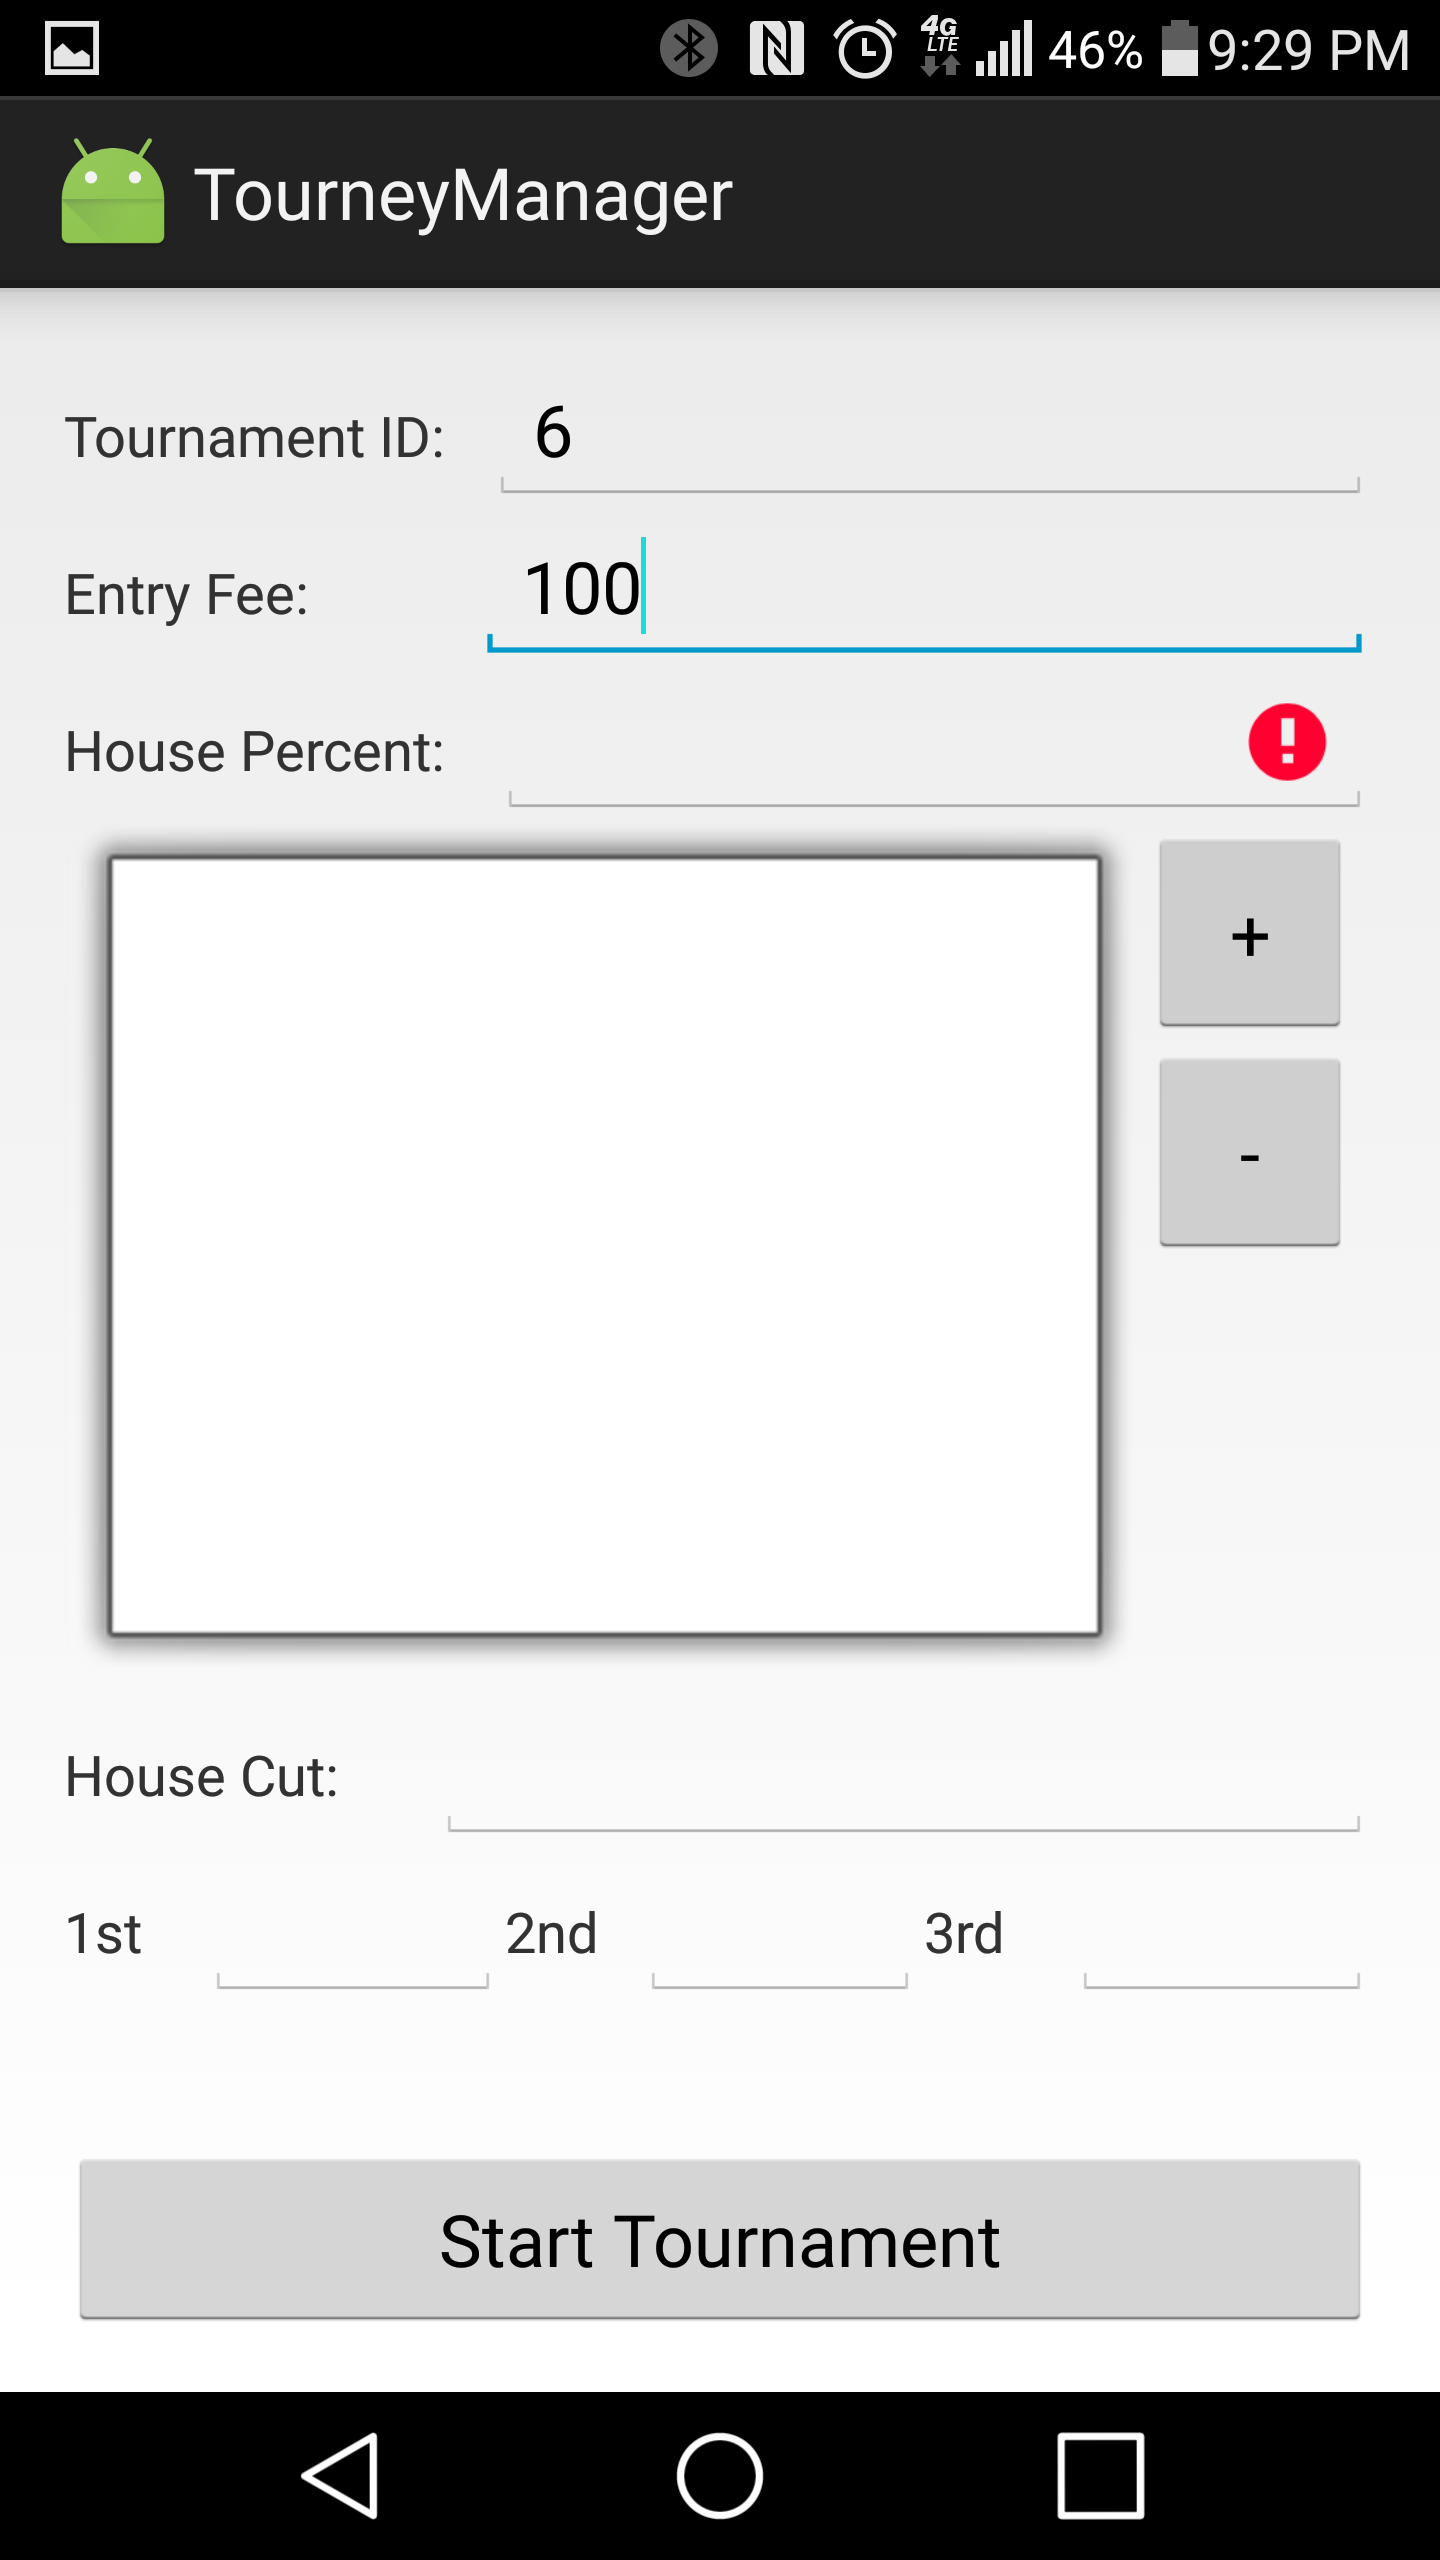 4G LTE 46% 9:29 PM
TourneyManager
Tournament ID: 6
Entry Fee: 100
House Percent:
+
-
House Cut:
1st 2nd 3rd
Start Tournament